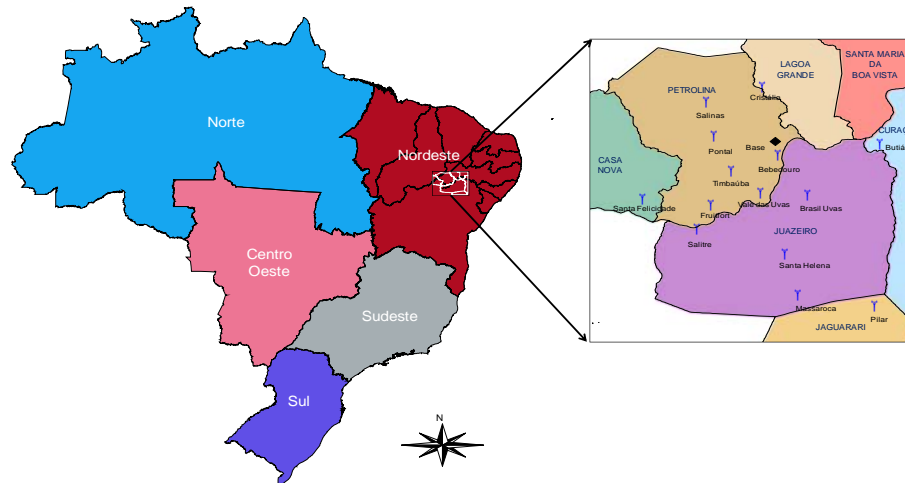 Norte
Nordeste
Centro
Oeste
Sudeste
Sul
N
SANTA MARIA
DA
BOA VISTA
LAGOA
GRANDE
PETROLINA
Cristália
Salinas
CURAÇ
Butiá
Pontal
Base
Bebedouro
CASA
NOVA
Timbaúba
Santa Felicidade
Fruitfort
Vale das Uvas
Brasil Uvas
Salitre
JUAZEIRO
Santa Helena
Massaroca
Pilar
JAGUARARI